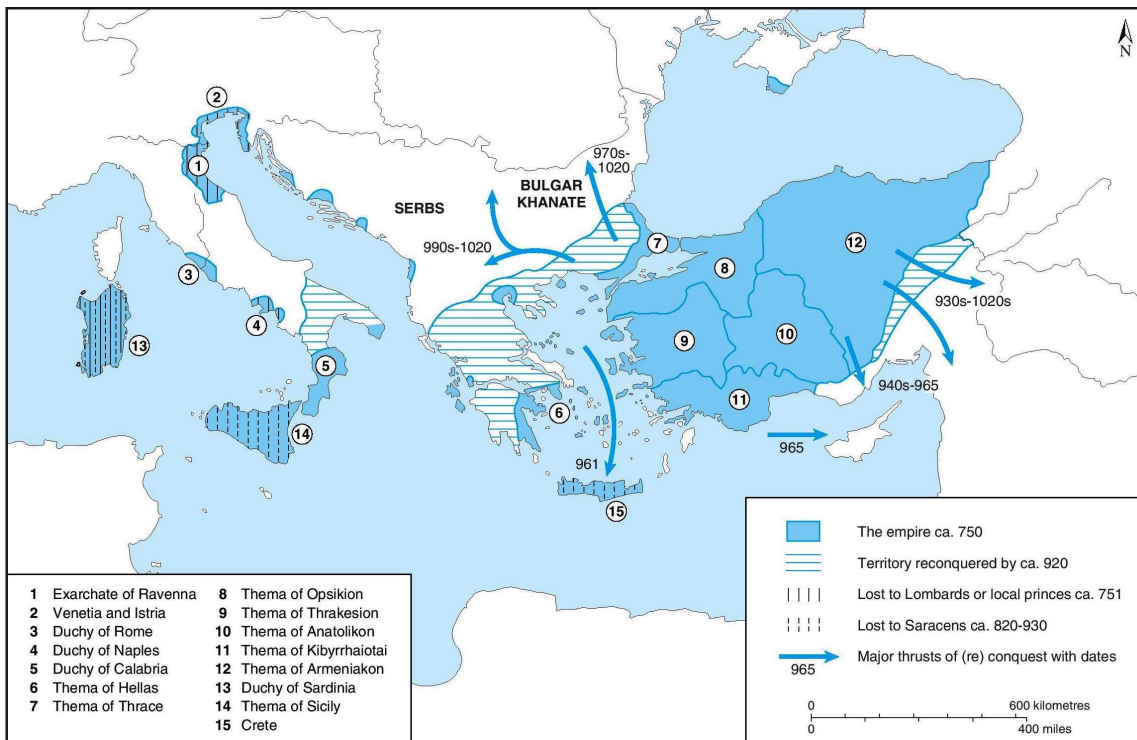 N
2
1
970s-
1020
BULGAR
KHANATE
SERBS
990s-1020
7
12
8
3
930s-1020s
4
13
9
10
5
940s-965
11
6
14
965
961
15
The empire ca. 750
Territory reconquered by ca. 920
Lost to Lombards or local princes ca. 751
Lost to Saracens ca. 820-930
Major thrusts of (re) conquest with dates
965
0 600 kilometres
0 400 miles
1 Exarchate of Ravenna
2 Venetia and Istria
3 Duchy of Rome
4 Duchy of Naples
5 Duchy of Calabria
6 Thema of Hellas
7 Thema of Thrace
8 Thema of Opsikion
9 Thema of Thrakesion
10 Thema of Anatolikon
11 Thema of Kibyrrhaiotai
12 Thema of Armeniakon
13 Duchy of Sardinia
14 Thema of Sicily
15 Crete